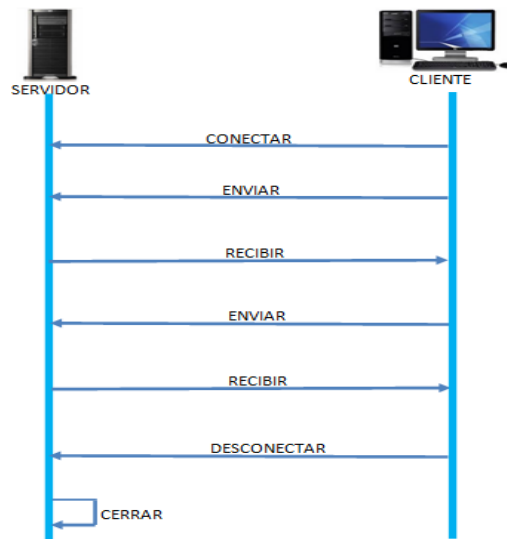 SERVIDOR
CLIENTE
CONECTAR
ENVIAR
RECIBIR
ENVIAR
RECIBIR
DESCONECTAR
CERRAR